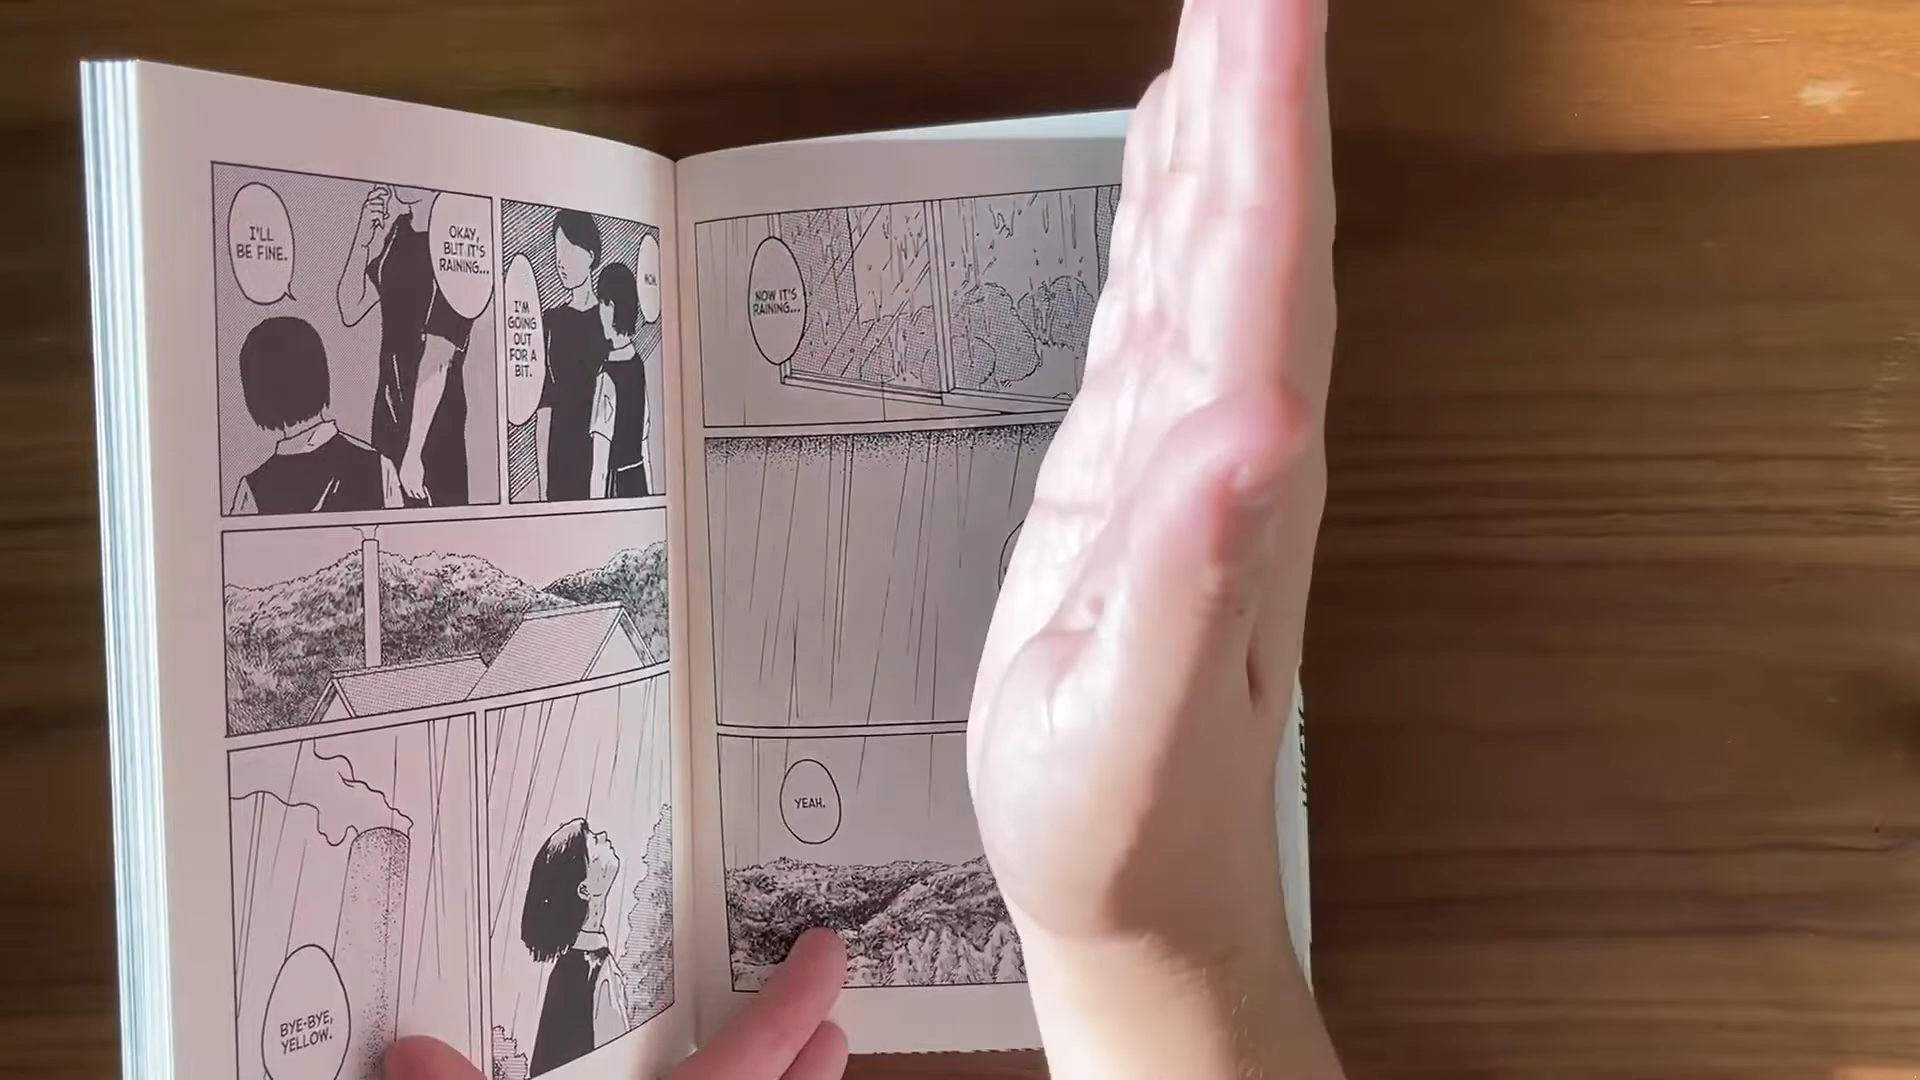 NOW IT'S
RAINING...
YEAH.
MOM.
I'M
GOING
OUT
FOR A
BIT.
OKAY,
BUT IT'S
RAINING...
I'LL
BE FINE.
BYE-BYE,
YELLOW.